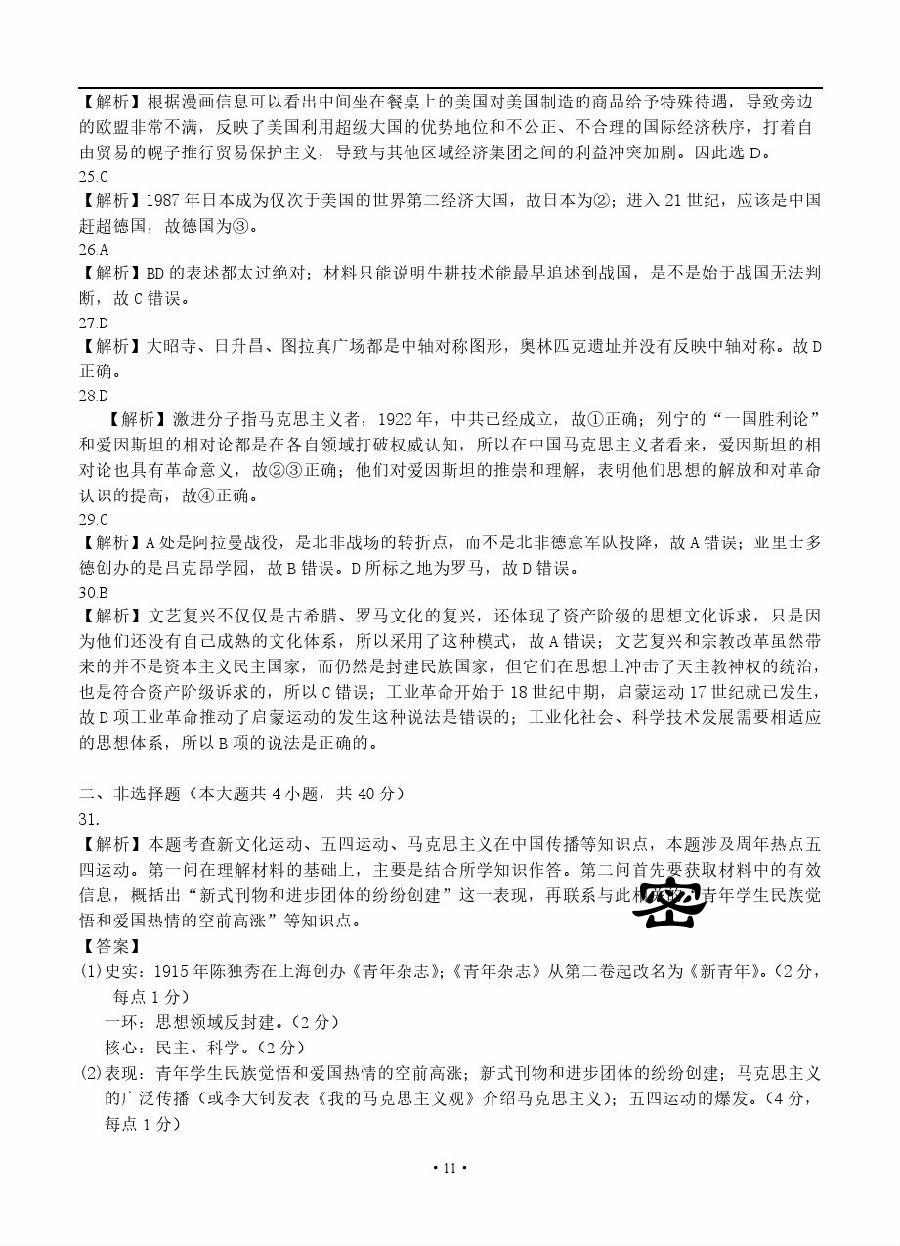 【解析】根据漫画信息可以看出中间坐在餐桌上的美国对美国制造的商品给予特殊待遇，导致旁边
的欧盟非常不满，反映了美国利用超级大国的优势地位和不公正、不合理的国际经济秩序，打着自
由贸易的幌子推行贸易保护主义，导致与其他区域经济集团之间的利益冲突加剧。因此选 D。
25.C
【解析】1987 年日本成为仅次于美国的世界第二经济大国，故日本为②；进入 21 世纪，应该是中国
赶超德国，故德国为③。
26.A
【解析】BD 的表述都太过绝对；材料只能说明牛耕技术能最早追述到战国，是不是始于战国无法判
断，故 C 错误。
27.D
【解析】大昭寺、日升昌、图拉真广场都是中轴对称图形，奥林匹克遗址并没有反映中轴对称。故 D
正确。
28.D
【解析】激进分子指马克思主义者，1922 年，中共已经成立，故①正确；列宁的“一国胜利论”
和爱因斯坦的相对论都是在各自领域打破权威认知，所以在中国马克思主义者看来，爱因斯坦的相
对论也具有革命意义，故②③正确；他们对爱因斯坦的推崇和理解，表明他们思想的解放和对革命
认识的提高，故④正确。
29.C
【解析】A 处是阿拉曼战役，是北非战场的转折点，而不是北非德意军队投降，故 A 错误；亚里士多
德创办的是吕克昂学园，故 B 错误。D 所标之地为罗马，故 D 错误。
30.B
【解析】文艺复兴不仅仅是古希腊、罗马文化的复兴，还体现了资产阶级的思想文化诉求，只是因
为他们还没有自己成熟的文化体系，所以采用了这种模式，故 A 错误；文艺复兴和宗教改革虽然带
来的并不是资本主义民主国家，而仍然是封建民族国家，但它们在思想上冲击了天主教神权的统治，
也是符合资产阶级诉求的，所以 C 错误；工业革命开始于 18 世纪中期，启蒙运动 17 世纪就已发生，
故 D 项工业革命推动了启蒙运动的发生这种说法是错误的；工业化社会、科学技术发展需要相适应
的思想体系，所以 B 项的说法是正确的。
二、非选择题（本大题共 4 小题，共 40 分）
31.
【解析】本题考查新文化运动、五四运动、马克思主义在中国传播等知识点，本题涉及周年热点五
四运动。第一问在理解材料的基础上，主要是结合所学知识作答。第二问首先要获取材料中的有效
信息，概括出“新式刊物和进步团体的纷纷创建”这一表现，再联系与此相 密 青年学生民族觉
悟和爱国热情的空前高涨”等知识点。
【答案】
(1)史实：1915 年陈独秀在上海创办《青年杂志》；《青年杂志》从第二卷起改名为《新青年》。（2 分，
每点 1 分）
一环：思想领域反封建。（2 分）
核心：民主、科学。（2 分）
(2)表现：青年学生民族觉悟和爱国热情的空前高涨；新式刊物和进步团体的纷纷创建；马克思主义
的广泛传播（或李大钊发表《我的马克思主义观》介绍马克思主义）；五四运动的爆发。（4 分，
每点 1 分）
·11·